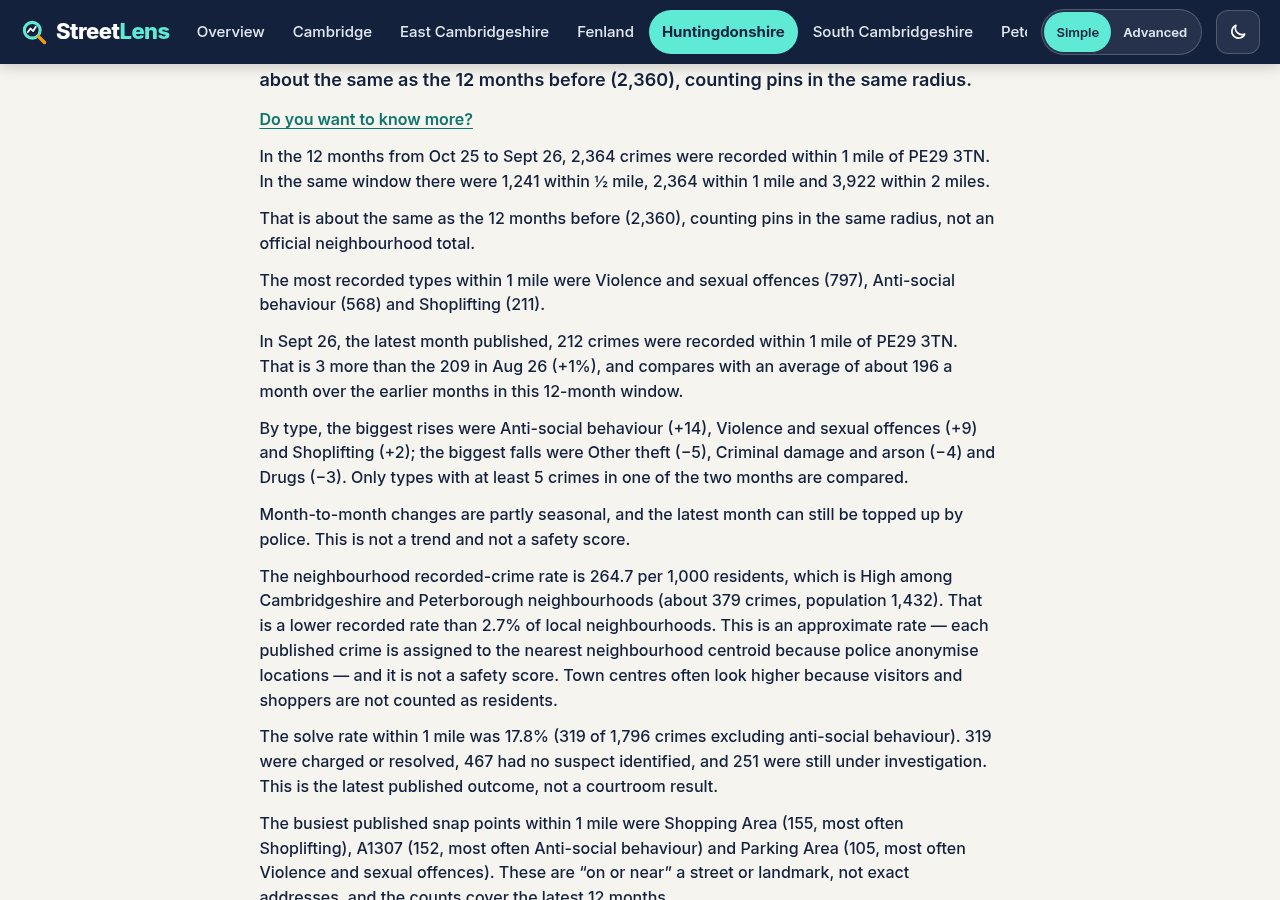 StreetLens
Overview
Cambridge
East Cambridgeshire
Fenland
Huntingdonshire
South Cambridgeshire
Simple
Advanced
about the same as the 12 months before (2,360), counting pins in the same radius.
Do you want to know more?
In the 12 months from Oct 25 to Sept 26, 2,364 crimes were recorded within 1 mile of PE29 3TN.
In the same window there were 1,241 within ½ mile, 2,364 within 1 mile and 3,922 within 2 miles.
That is about the same as the 12 months before (2,360), counting pins in the same radius, not an
official neighbourhood total.
The most recorded types within 1 mile were Violence and sexual offences (797), Anti-social
behaviour (568) and Shoplifting (211).
In Sept 26, the latest month published, 212 crimes were recorded within 1 mile of PE29 3TN.
That is 3 more than the 209 in Aug 26 (+1%), and compares with an average of about 196 a
month over the earlier months in this 12-month window.
By type, the biggest rises were Anti-social behaviour (+14), Violence and sexual offences (+9)
and Shoplifting (+2); the biggest falls were Other theft (−5), Criminal damage and arson (−4) and
Drugs (−3). Only types with at least 5 crimes in one of the two months are compared.
Month-to-month changes are partly seasonal, and the latest month can still be topped up by
police. This is not a trend and not a safety score.
The neighbourhood recorded-crime rate is 264.7 per 1,000 residents, which is High among
Cambridgeshire and Peterborough neighbourhoods (about 379 crimes, population 1,432). That
is a lower recorded rate than 2.7% of local neighbourhoods. This is an approximate rate — each
published crime is assigned to the nearest neighbourhood centroid because police anonymise
locations — and it is not a safety score. Town centres often look higher because visitors and
shoppers are not counted as residents.
The solve rate within 1 mile was 17.8% (319 of 1,796 crimes excluding anti-social behaviour). 319
were charged or resolved, 467 had no suspect identified, and 251 were still under investigation.
This is the latest published outcome, not a courtroom result.
The busiest published snap points within 1 mile were Shopping Area (155, most often
Shoplifting), A1307 (152, most often Anti-social behaviour) and Parking Area (105, most often
Violence and sexual offences). These are “on or near” a street or landmark, not exact
addresses, and the counts cover the latest 12 months.